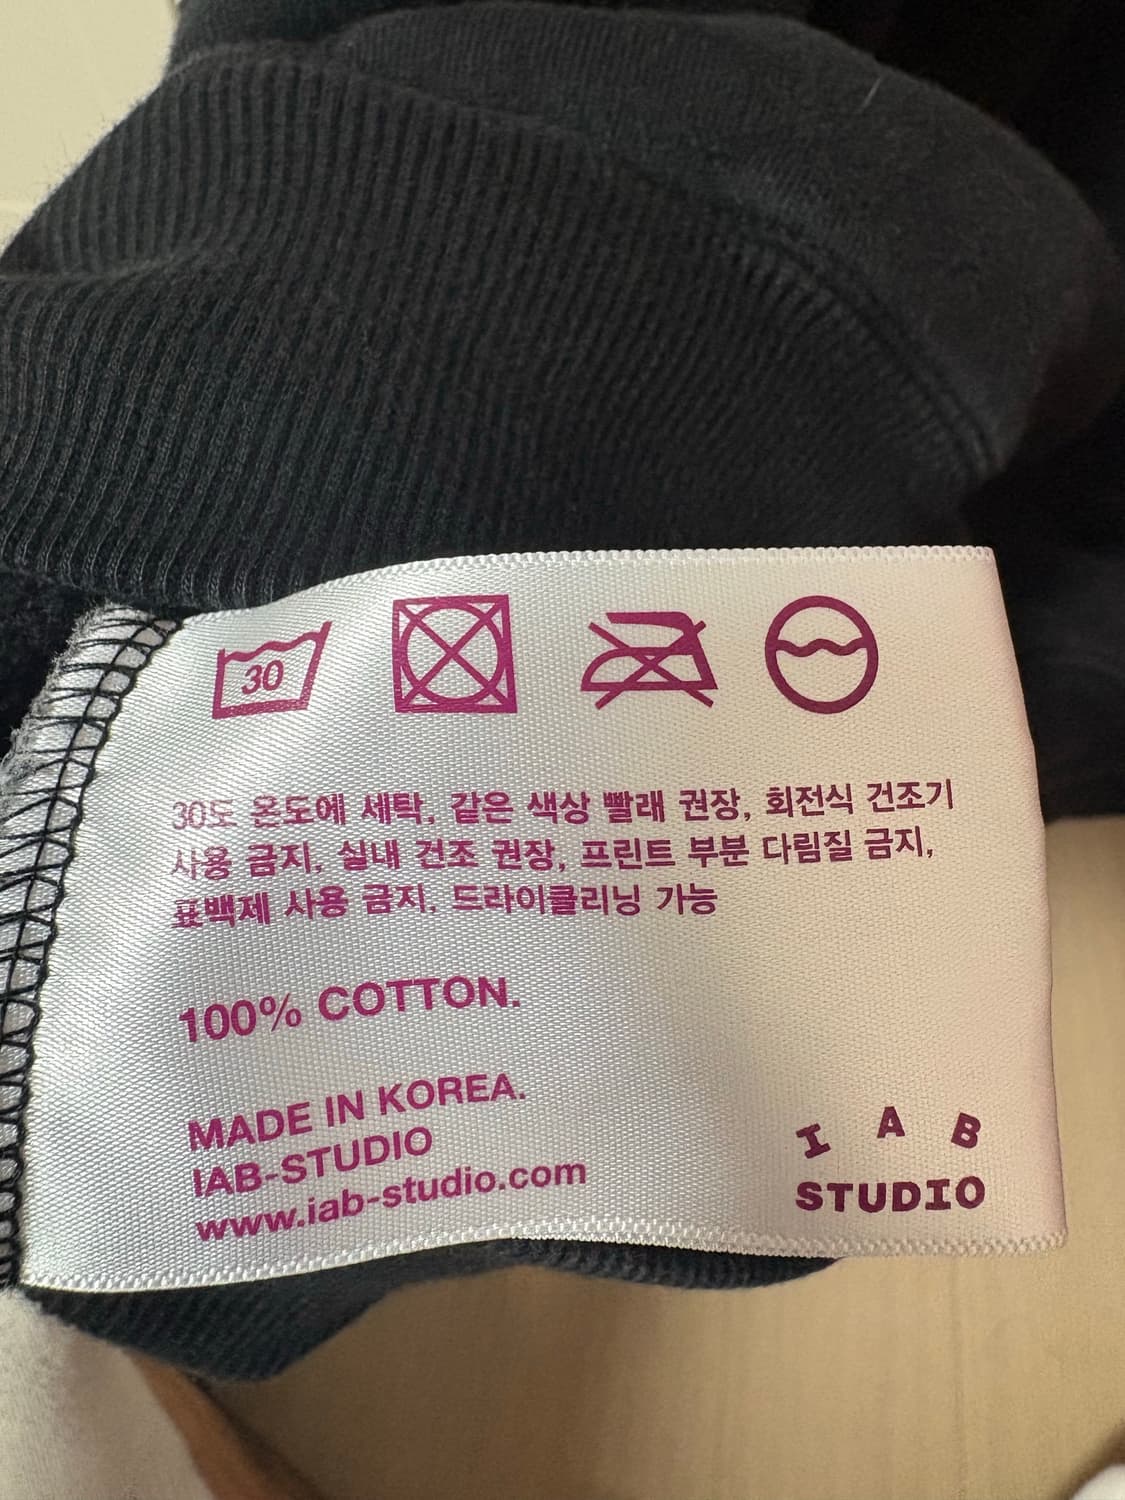 30
30도 온도에 세탁, 같은 색상 빨래 권장, 회전식 건조기
사용 금지, 실내 건조 권장, 프린트 부분 다림질 금지,
표백제 사용 금지, 드라이클리닝 가능
100% COTTON.
MADE IN KOREA.
IAB-STUDIO
www.iab-studio.com
I A B
STUDIO